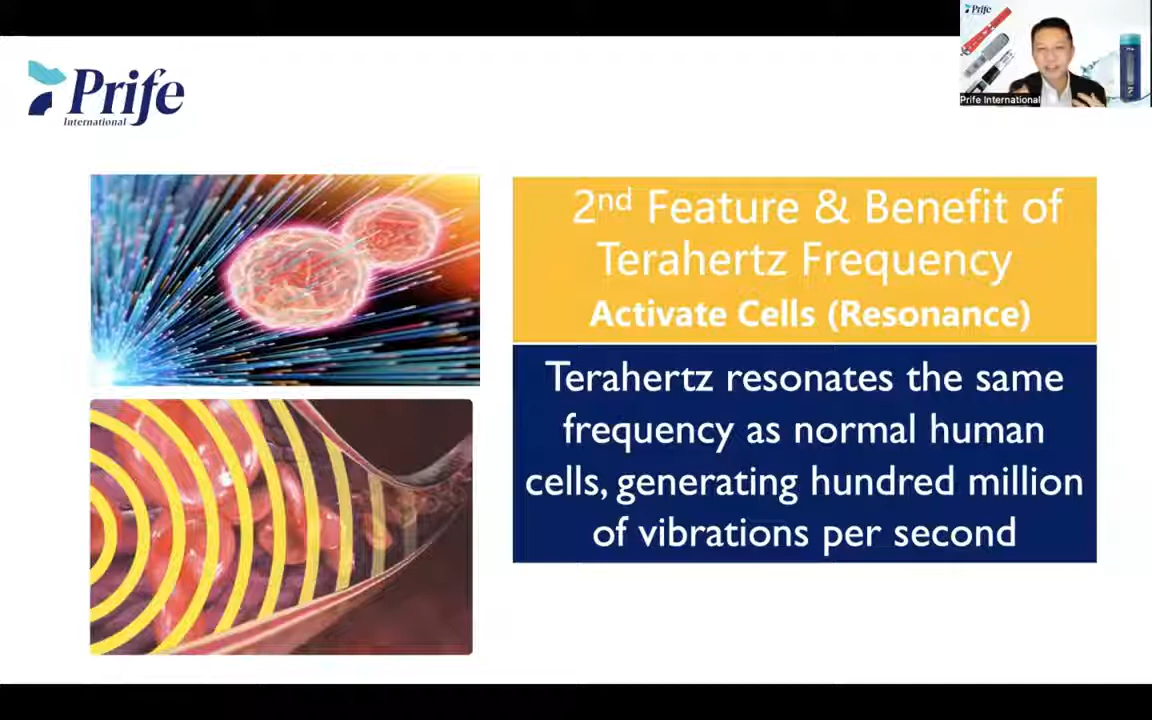 Prife
International
Prife
Prife International
2nd Feature & Benefit of
Terahertz Frequency
Activate Cells (Resonance)
Terahertz resonates the same
frequency as normal human
cells, generating hundred million
of vibrations per second